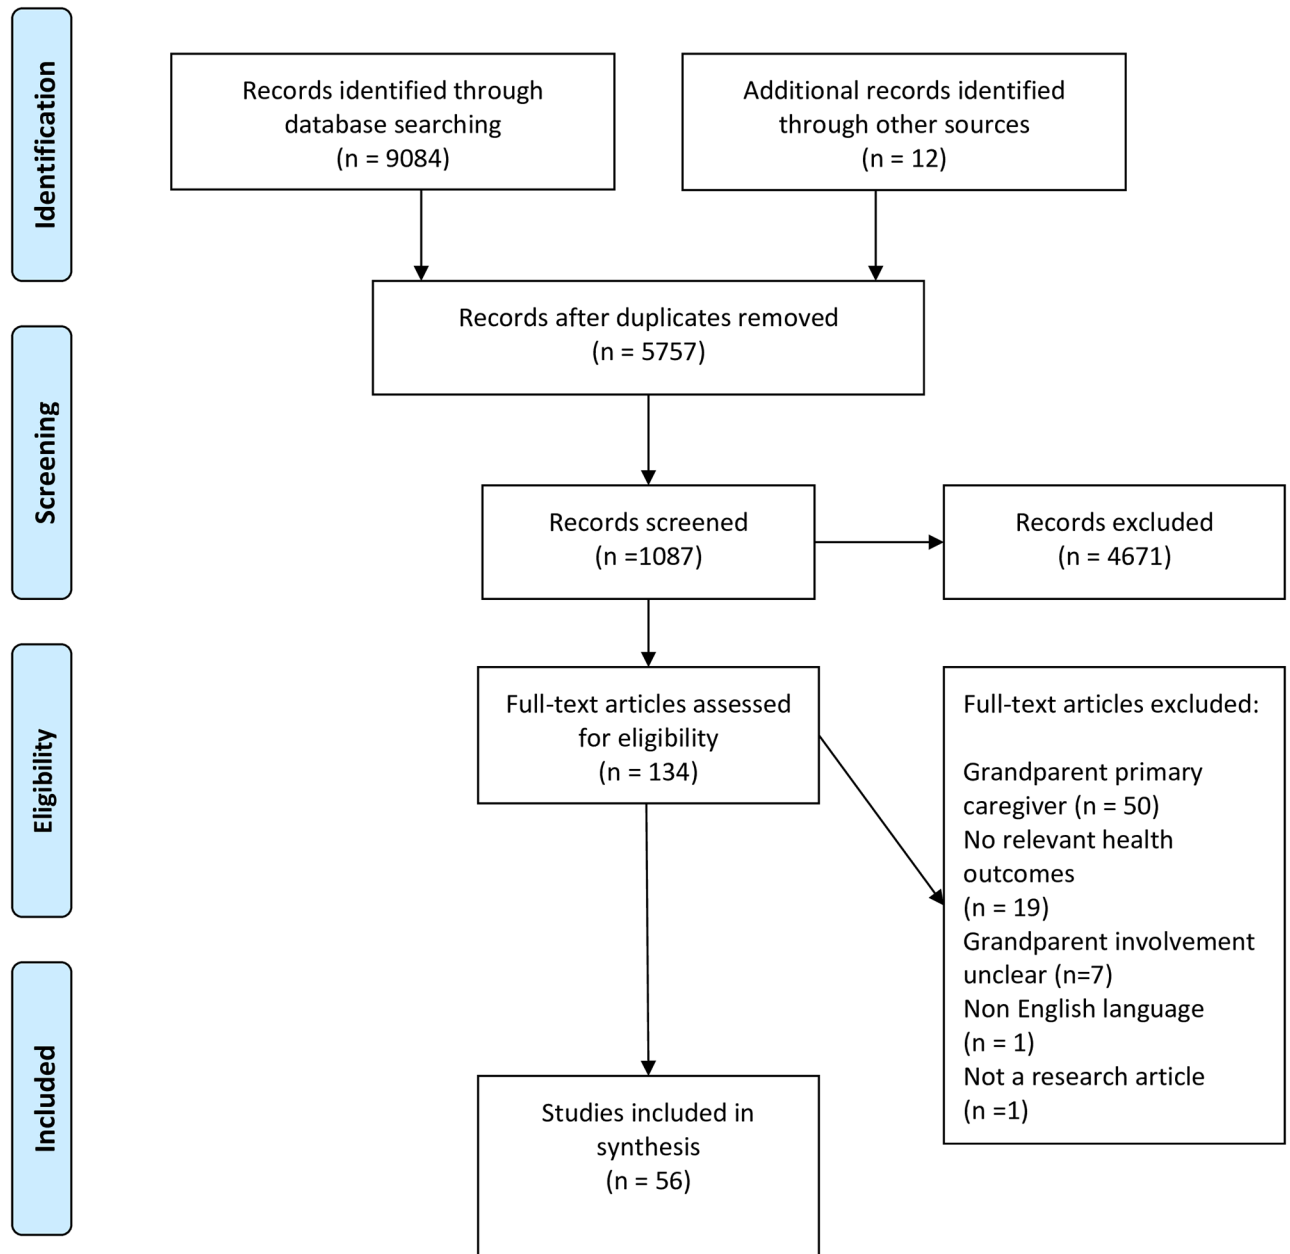 Identification
Records identified through
database searching
(n = 9084)
Additional records identified
through other sources
(n = 12)
Records after duplicates removed
(n = 5757)
Screening
Records screened
(n =1087)
Records excluded
(n = 4671)
Eligibility
Full-text articles assessed
for eligibility
(n = 134)
Full-text articles excluded:
Grandparent primary
caregiver (n = 50)
No relevant health
outcomes
(n = 19)
Grandparent involvement
unclear (n=7)
Non English language
(n = 1)
Not a research article
(n =1)
Included
Studies included in
synthesis
(n = 56)